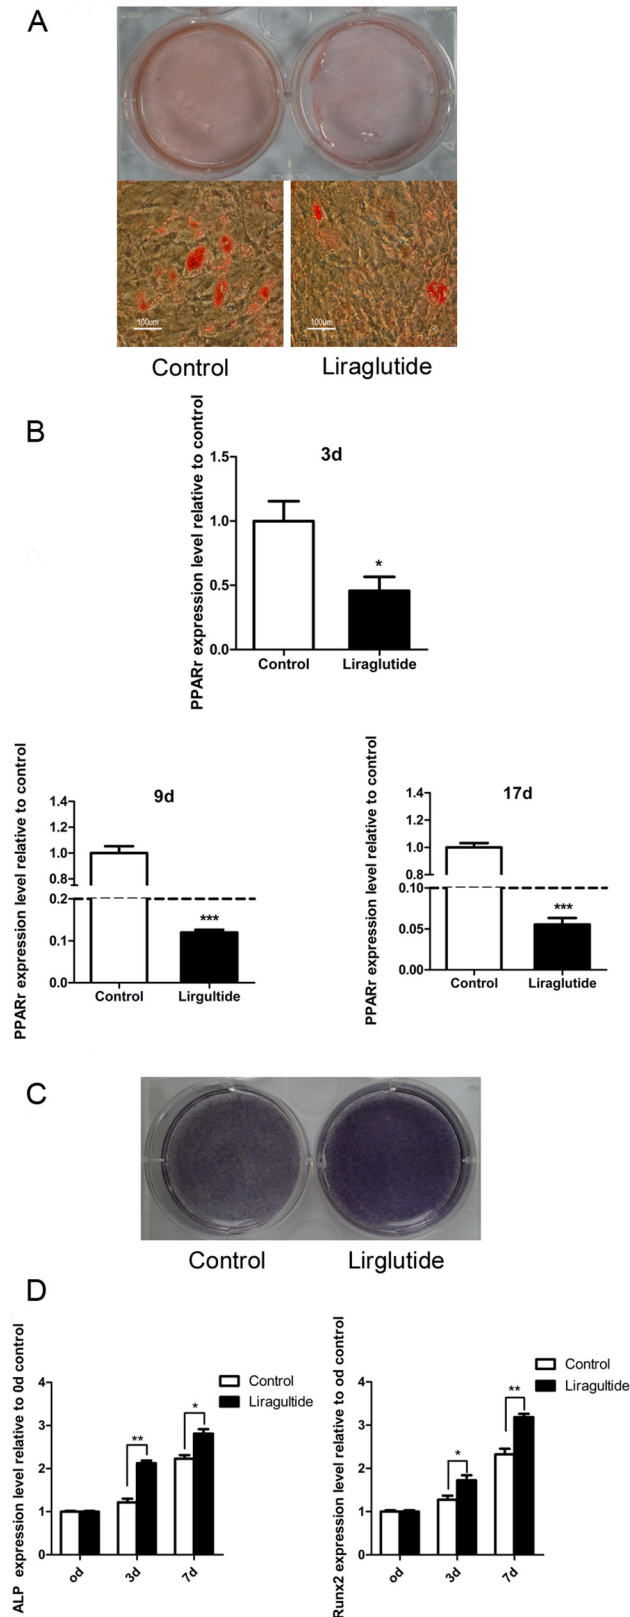 A
100um
100um
Control
Liraglutide
B
PPARr expression level relative to control
3d
1.5
1.0
0.5
0.0
*
Control
Liraglutide
PPARr expression level relative to control
9d
1.4
1.2
1.0
0.8
0.2
0.1
0.0
***
Control
Lirgultide
PPARr expression level relative to control
17d
1.4
1.2
1.0
0.8
0.10
0.05
0.00
***
Control
Liraglutide
C
Control
Lirglutide
D
ALP expression level relative to 0d control
Control
Liragultide
4
3
2
1
0
**
*
od
3d
7d
Runx2 expression level relative to od control
Control
Liragultide
4
3
2
1
0
*
**
od
3d
7d